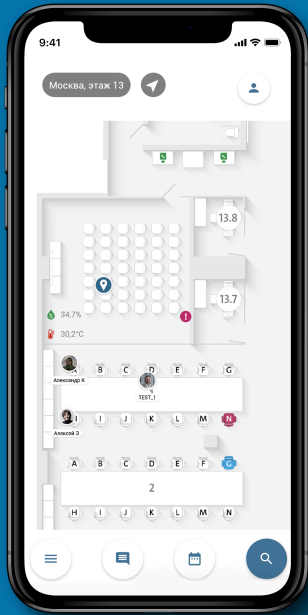 9:41
Москва, этаж 13
13.8
13.7
34,7%
30,2°C
A B C D E F G
Александр К
TEST_1
H I J K L M N
Алексей З
A B C D E F G
2
H I J K L M N